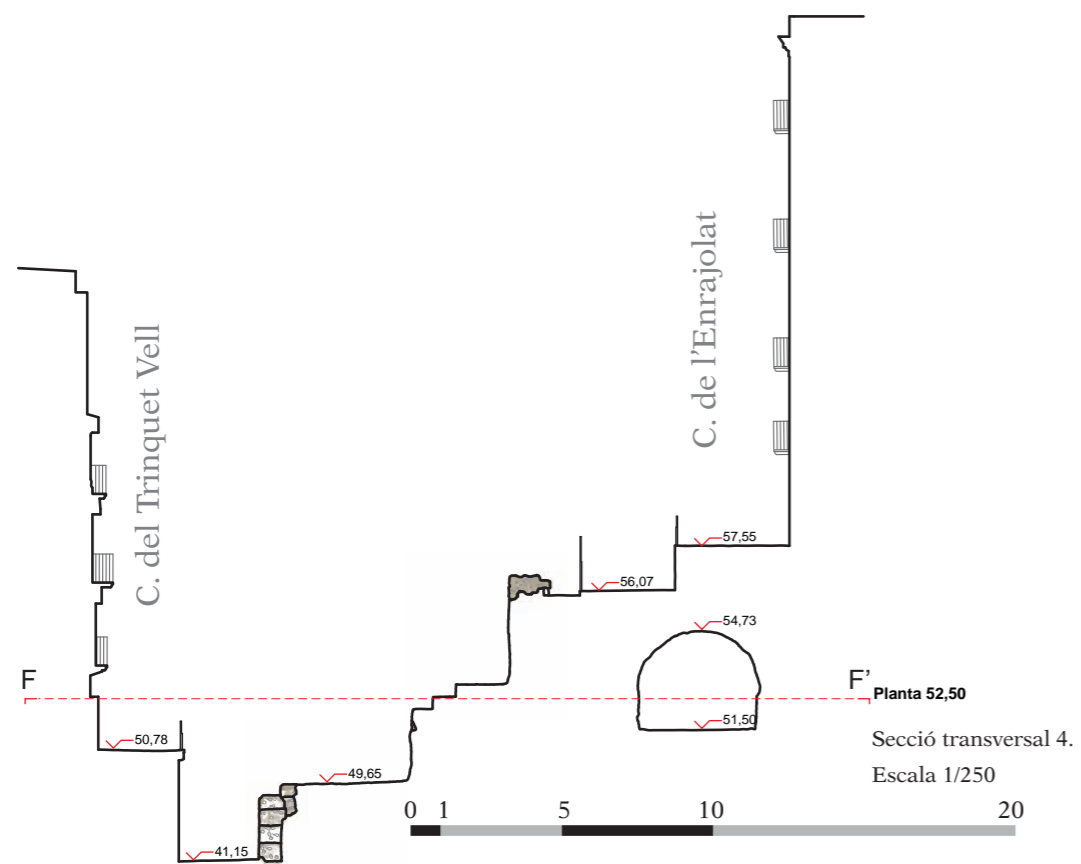 C. del Trinquet Vell
C. de l'Enrajolat
57,55
56,07
54,73
F
F' Planta 52,50
51,50
50,78
Secció transversal 4.
49,65
Escala 1/250
0 1 5 10 20
41,15